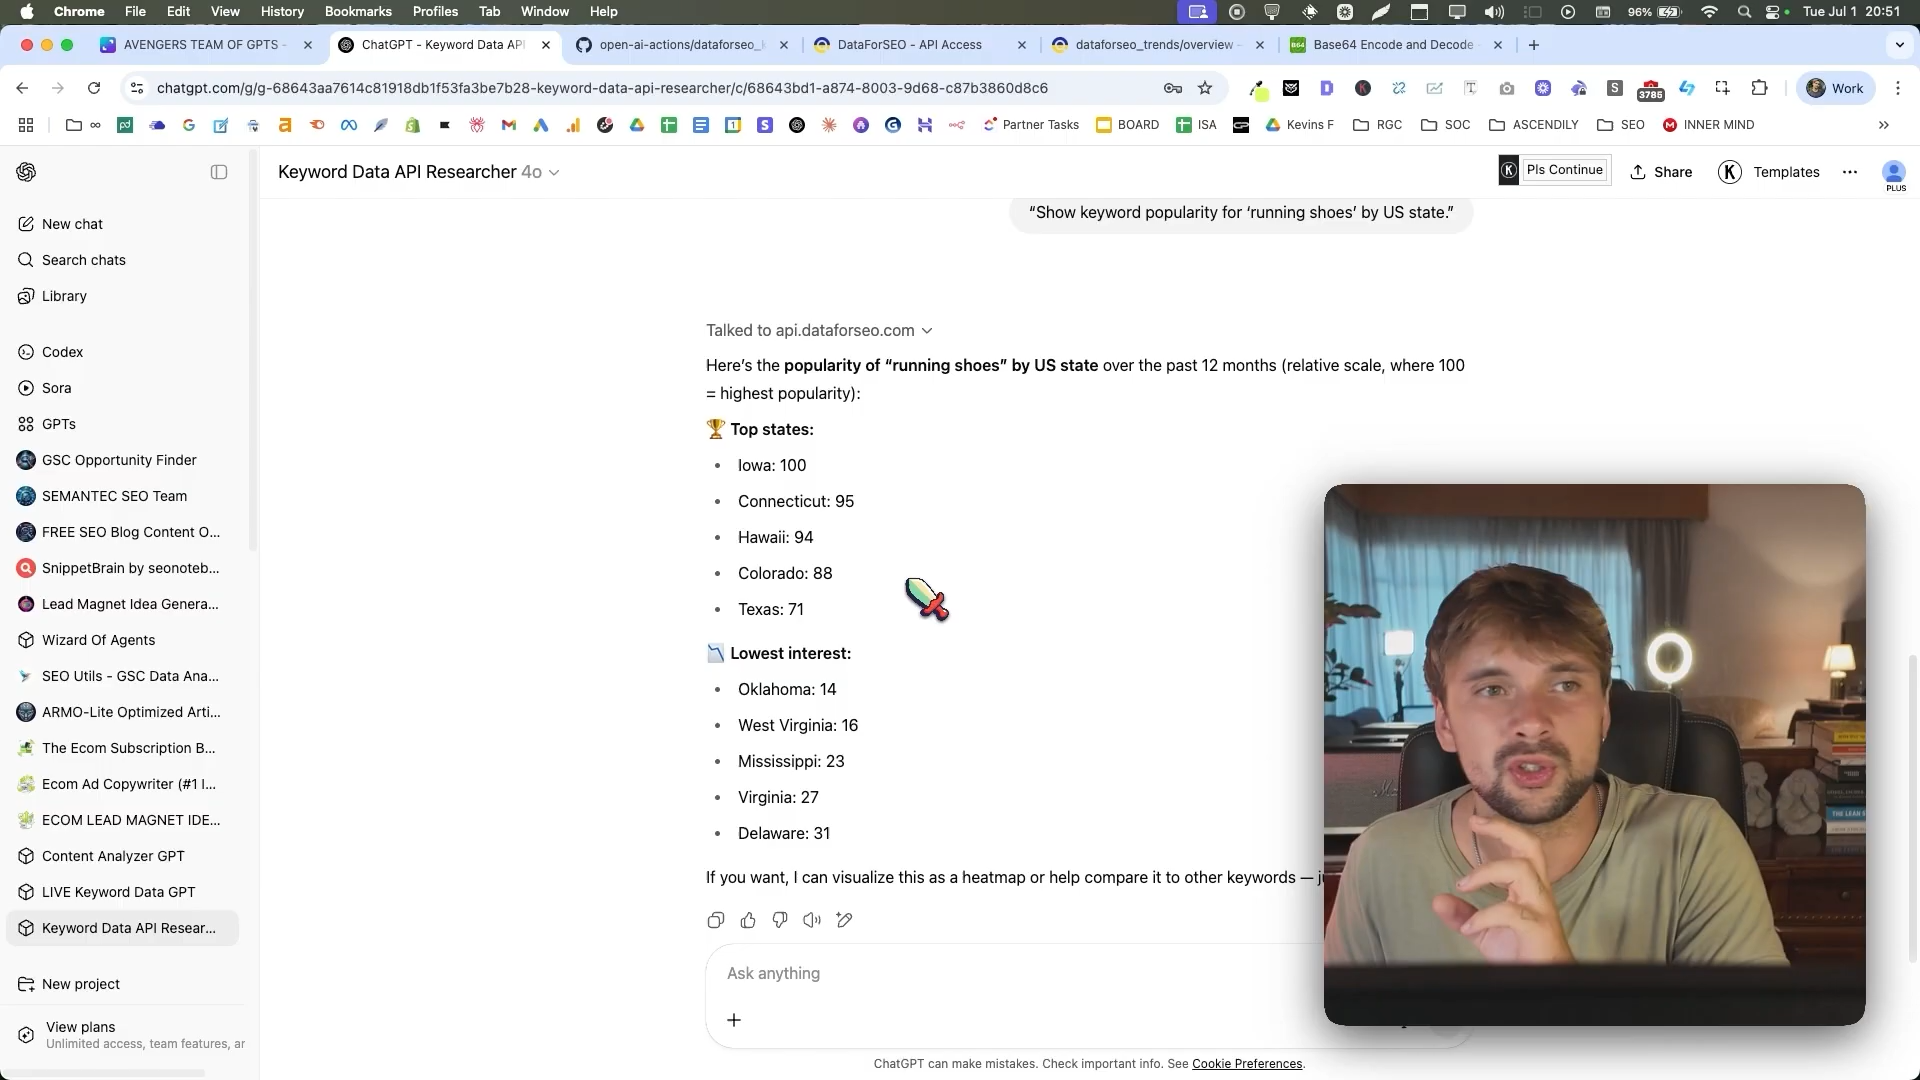 Chrome File Edit View History Bookmarks Profiles Tab Window Help 96% Tue Jul 1 20:51
AVENGERS TEAM OF GPTS - ChatGPT - Keyword Data API open-ai-actions/dataforseo_ DataForSEO - API Access dataforseo_trends/overview - Base64 Encode and Decode
chatgpt.com/g/g-68643aa7614c81918db1f53fa3be7b28-keyword-data-api-researcher/c/68643bd1-a874-8003-9d68-c87b3860d8c6 3785 Work
Partner Tasks BOARD ISA Kevins F RGC SOC ASCENDILY SEO INNER MIND
Keyword Data API Researcher 4o Pls Continue Share Templates PLUS
New chat
Search chats
Library
Codex
Sora
GPTs
GSC Opportunity Finder
SEMANTEC SEO Team
FREE SEO Blog Content O...
SnippetBrain by seonoteb...
Lead Magnet Idea Genera...
Wizard Of Agents
SEO Utils - GSC Data Ana...
ARMO-Lite Optimized Arti...
The Ecom Subscription B...
Ecom Ad Copywriter (#1 I...
ECOM LEAD MAGNET IDE...
Content Analyzer GPT
LIVE Keyword Data GPT
Keyword Data API Resear...
New project
View plans
Unlimited access, team features, ar
“Show keyword popularity for ‘running shoes’ by US state.”
Talked to api.dataforseo.com
Here’s the popularity of “running shoes” by US state over the past 12 months (relative scale, where 100
= highest popularity):
🏆 Top states:
• Iowa: 100
• Connecticut: 95
• Hawaii: 94
• Colorado: 88
• Texas: 71
📉 Lowest interest:
• Oklahoma: 14
• West Virginia: 16
• Mississippi: 23
• Virginia: 27
• Delaware: 31
If you want, I can visualize this as a heatmap or help compare it to other keywords —
Ask anything
ChatGPT can make mistakes. Check important info. See Cookie Preferences.